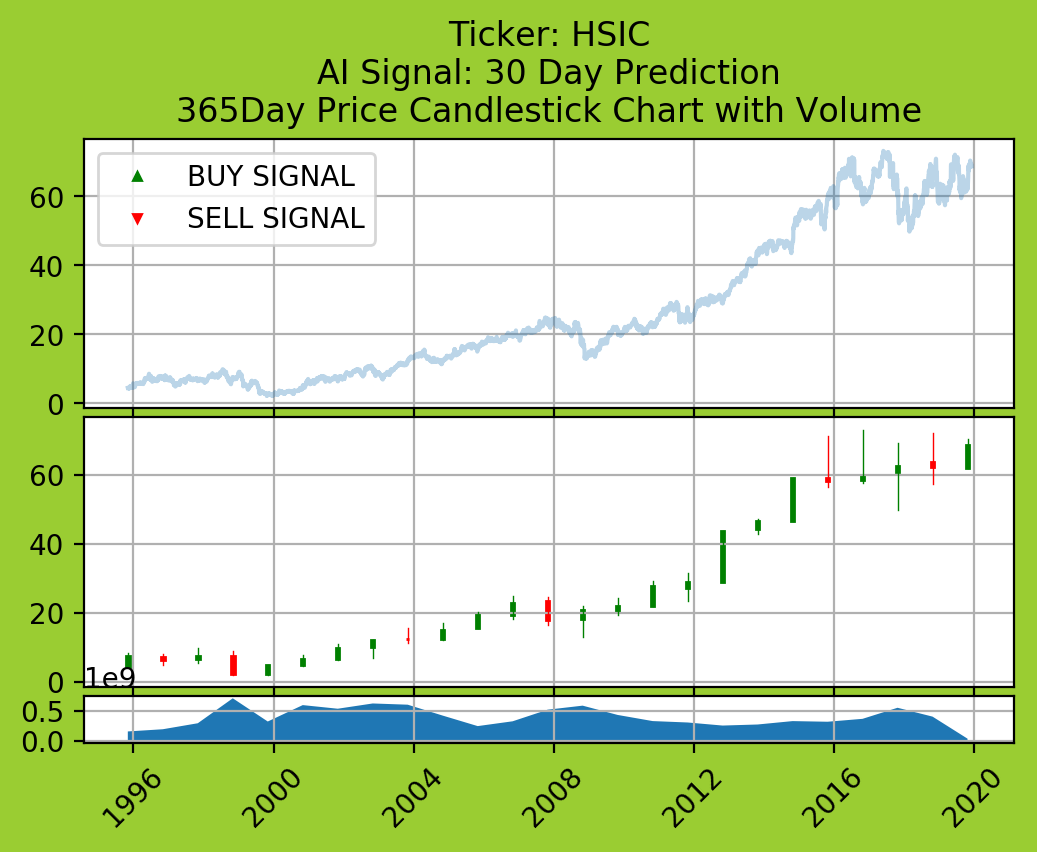 Ticker: HSIC
AI Signal: 30 Day Prediction
365Day Price Candlestick Chart with Volume
BUY SIGNAL
SELL SIGNAL
60
40
20
0
60
40
20
0
1e9
0.5
0.0
1996
2000
2004
2008
2012
2016
2020